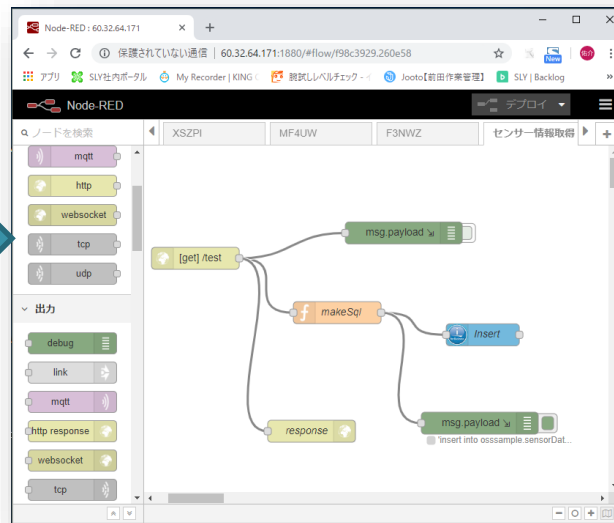 Node-RED : 60.32.64.171
保護されていない通信 | 60.32.64.171:1880/#flow/f98c3929.260e58
New
佑介
アプリ SLY社内ポータル My Recorder | KING 腕試しレベルチェック - Jooto【前田作業管理】 SLY | Backlog »
Node-RED デプロイ
ノードを検索 XSZPI MF4UW F3NWZ センサー情報取得
mqtt
http
websocket
tcp
udp
出力
debug
link
mqtt
http response
websocket
tcp
msg.payload
[get] /test
f makeSql
Insert
response
msg.payload
'insert into osssample.sensorDat...